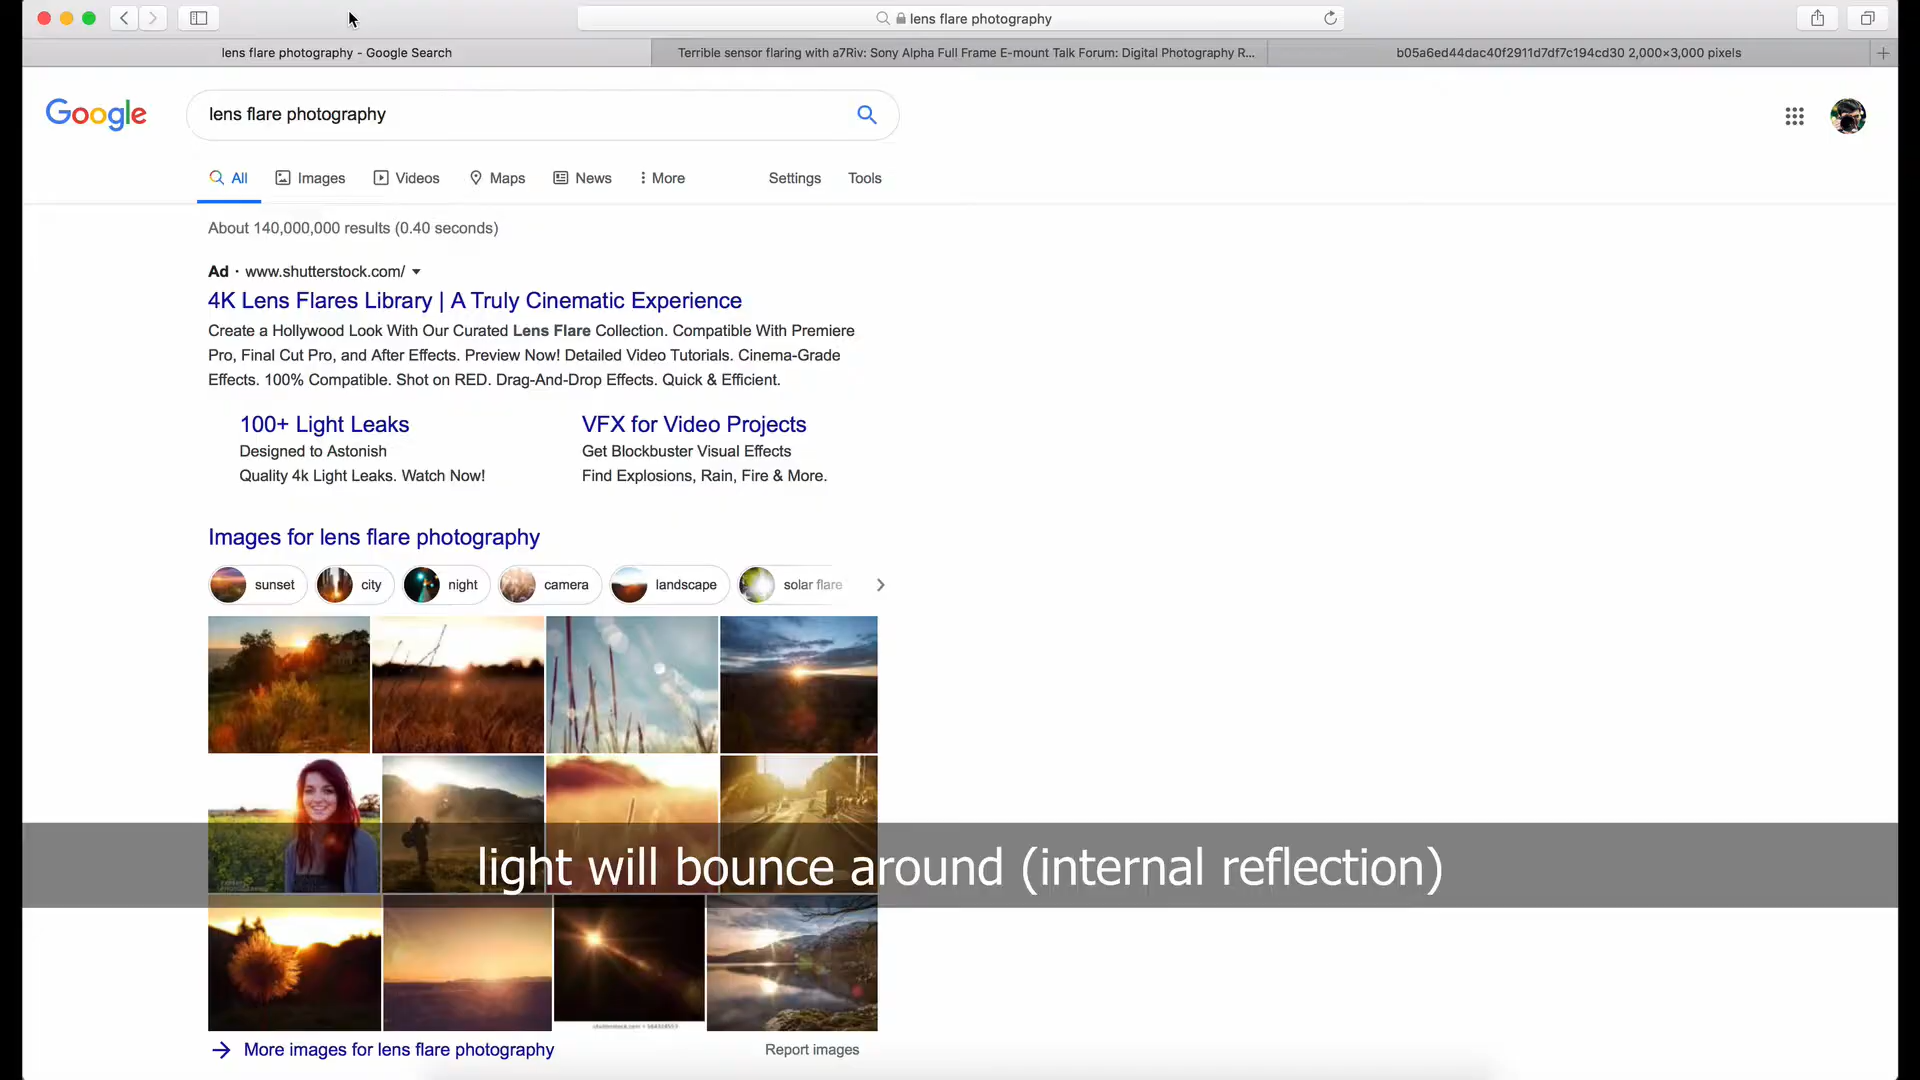 lens flare photography
lens flare photography - Google Search
Terrible sensor flaring with a7Riv: Sony Alpha Full Frame E-mount Talk Forum: Digital Photography R...
b05a6ed44dac40f2911d7df7c194cd30 2,000×3,000 pixels
Google
lens flare photography
All Images Videos Maps News More Settings Tools
About 140,000,000 results (0.40 seconds)
Ad · www.shutterstock.com/
4K Lens Flares Library | A Truly Cinematic Experience
Create a Hollywood Look With Our Curated Lens Flare Collection. Compatible With Premiere
Pro, Final Cut Pro, and After Effects. Preview Now! Detailed Video Tutorials. Cinema-Grade
Effects. 100% Compatible. Shot on RED. Drag-And-Drop Effects. Quick & Efficient.
100+ Light Leaks
Designed to Astonish
Quality 4k Light Leaks. Watch Now!
VFX for Video Projects
Get Blockbuster Visual Effects
Find Explosions, Rain, Fire & More.
Images for lens flare photography
sunset city night camera landscape solar flare
light will bounce around (internal reflection)
More images for lens flare photography
Report images